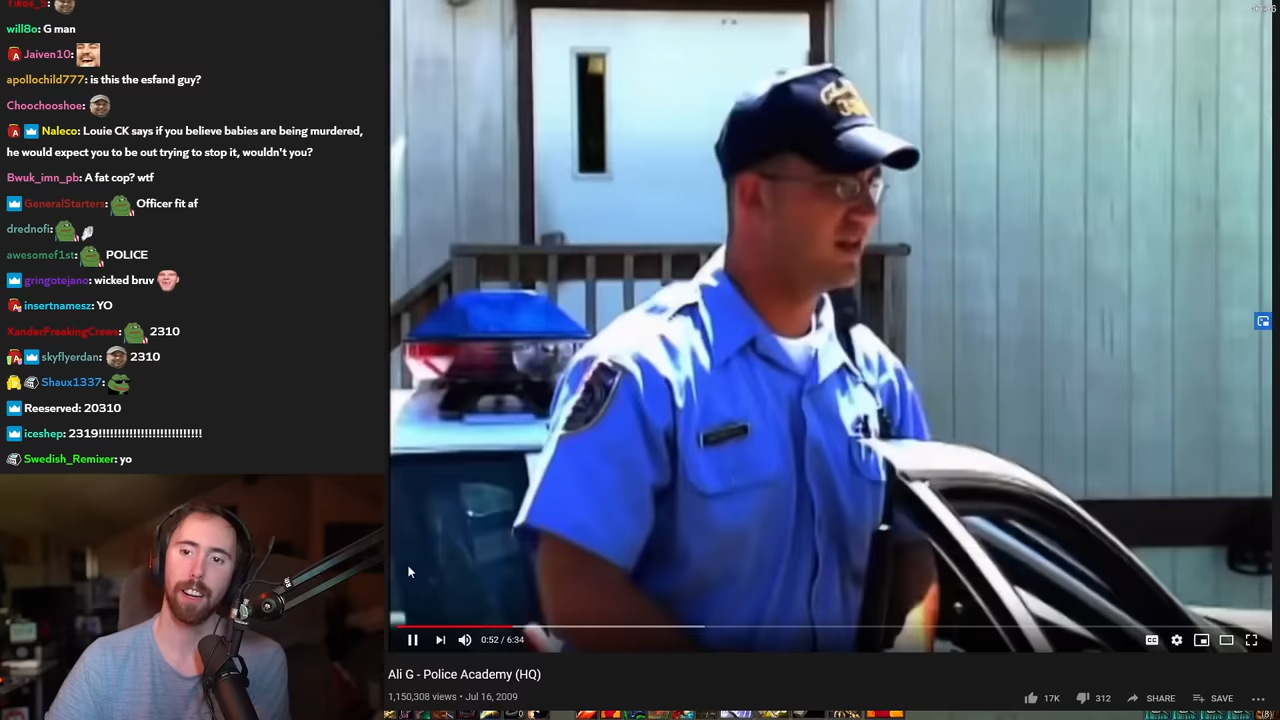 Tikos_5:
will8o: G man
Jaiven10:
apollochild777: is this the esfand guy?
Choochooshoe:
Naleco: Louie CK says if you believe babies are being murdered,
he would expect you to be out trying to stop it, wouldn't you?
Bwuk_imn_pb: A fat cop? wtf
GeneralStarters: Officer fit af
drednofi:
awesomef1st: POLICE
gringotejano: wicked bruv
insertnamesz: YO
XanderFreekingCrews: 2310
skyflyerdan: 2310
Shaux1337:
Reeserved: 20310
iceshep: 2319!!!!!!!!!!!!!!!!!!!!!!!!!!
Swedish_Remixer: yo
0:52 / 6:34
Ali G - Police Academy (HQ)
1,150,308 views • Jul 16, 2009
17K 312 SHARE SAVE